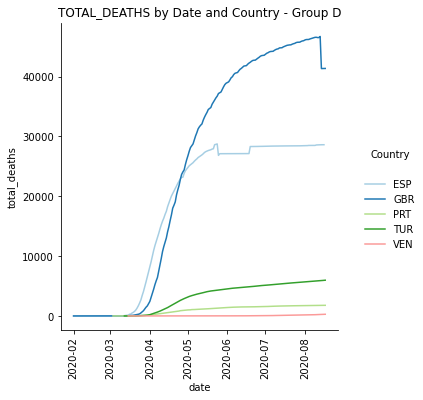 TOTAL_DEATHS by Date and Country - Group D
total_deaths
40000
30000
20000
10000
0
2020-02
2020-03
2020-04
2020-05
2020-06
2020-07
2020-08
date
Country
ESP
GBR
PRT
TUR
VEN